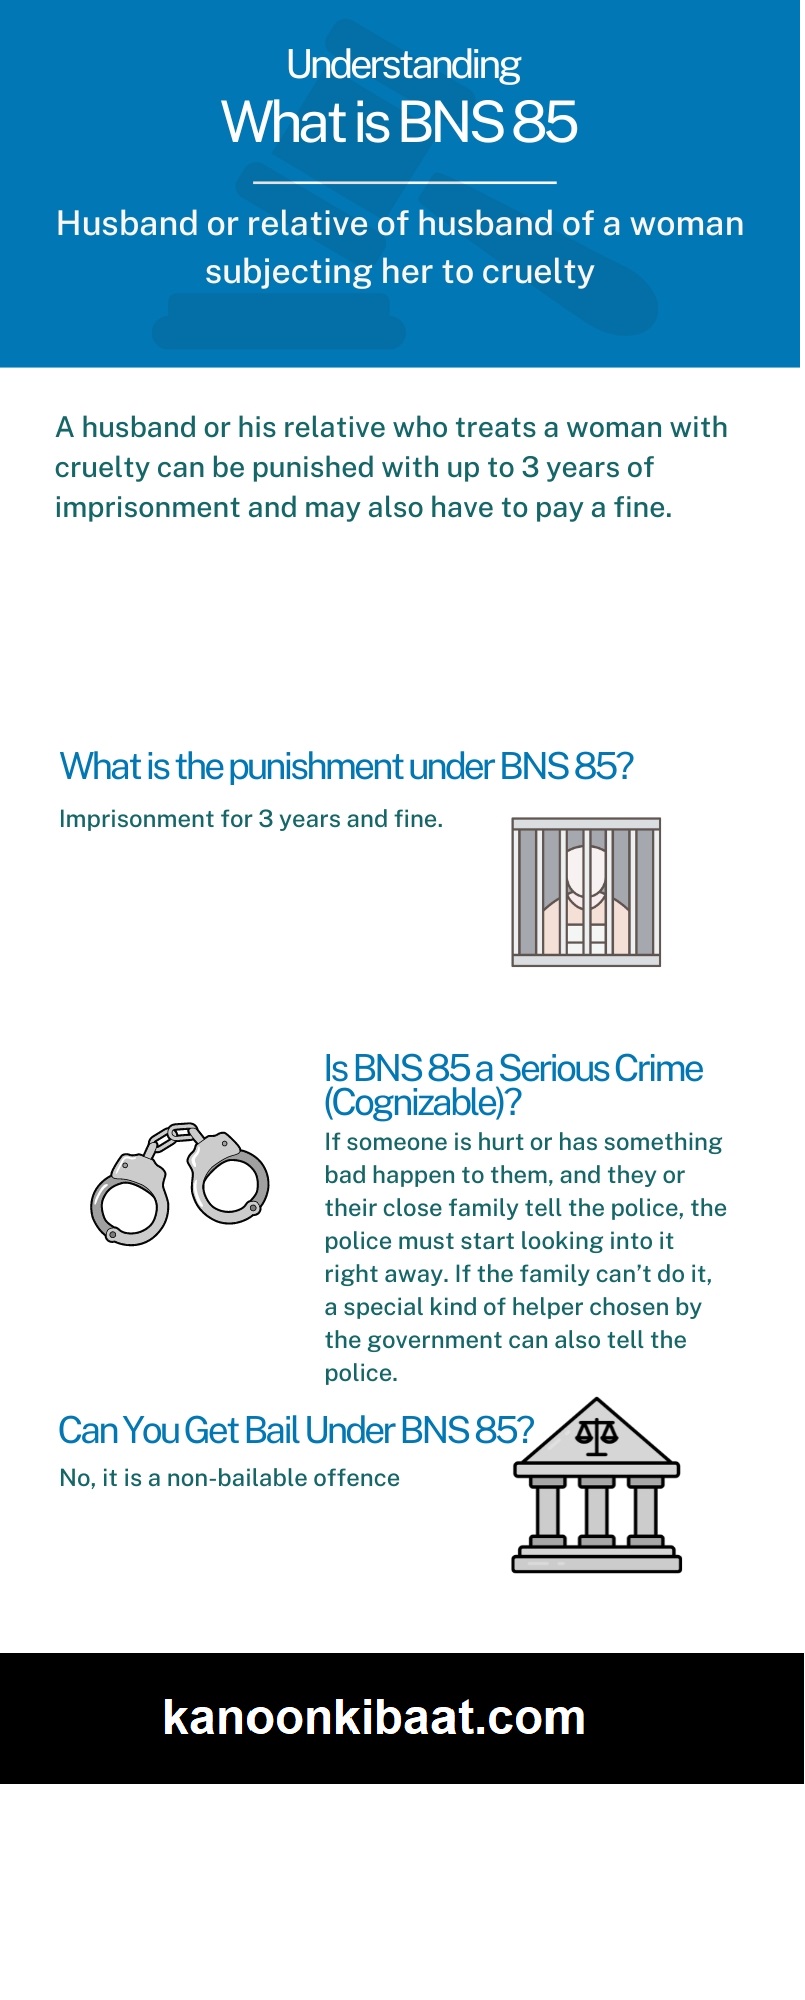 Understanding
What is BNS 85
Husband or relative of husband of a woman
subjecting her to cruelty
A husband or his relative who treats a woman with
cruelty can be punished with up to 3 years of
imprisonment and may also have to pay a fine.
What is the punishment under BNS 85?
Imprisonment for 3 years and fine.
Is BNS 85 a Serious Crime
(Cognizable)?
If someone is hurt or has something
bad happen to them, and they or
their close family tell the police, the
police must start looking into it
right away. If the family can’t do it,
a special kind of helper chosen by
the government can also tell the
police.
Can You Get Bail Under BNS 85?
No, it is a non-bailable offence
kanoonkibaat.com